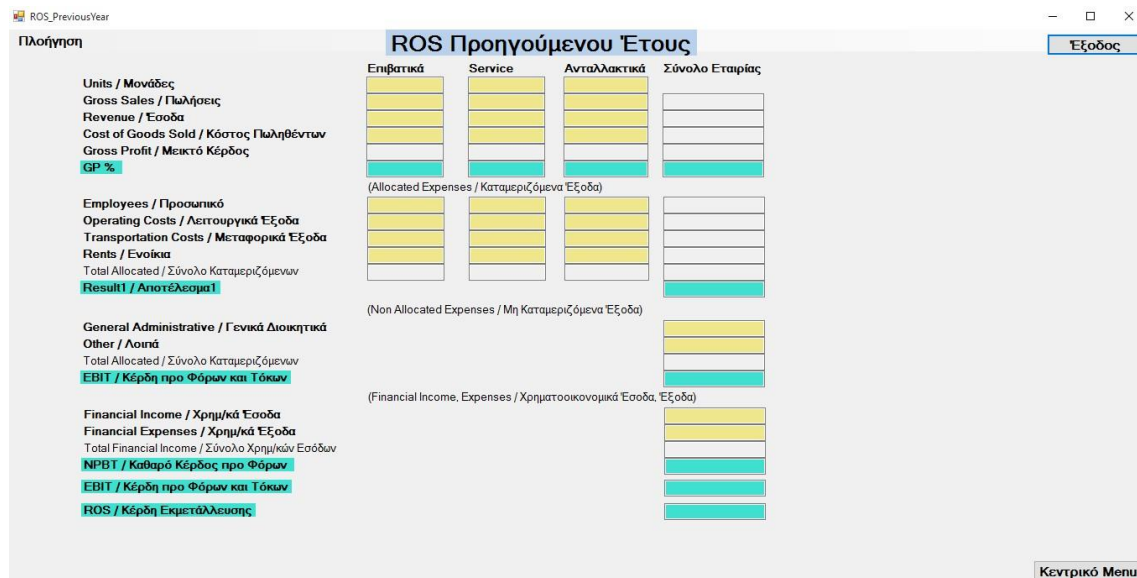 ROS_PreviousYear
Πλοήγηση
ROS Προηγούμενου Έτους
Έξοδος
Επιβατικά Service Ανταλλακτικά Σύνολο Εταιρίας
Units / Μονάδες
Gross Sales / Πωλήσεις
Revenue / Έσοδα
Cost of Goods Sold / Κόστος Πωληθέντων
Gross Profit / Μεικτό Κέρδος
GP %
(Allocated Expenses / Καταμεριζόμενα Έξοδα)
Employees / Προσωπικό
Operating Costs / Λειτουργικά Έξοδα
Transportation Costs / Μεταφορικά Έξοδα
Rents / Ενοίκια
Total Allocated / Σύνολο Καταμεριζόμενων
Result1 / Αποτέλεσμα1
(Non Allocated Expenses / Μη Καταμεριζόμενα Έξοδα)
General Administrative / Γενικά Διοικητικά
Other / Λοιπά
Total Allocated / Σύνολο Καταμεριζόμενων
EBIT / Κέρδη προ Φόρων και Τόκων
(Financial Income, Expenses / Χρηματοοικονομικά Έσοδα, Έξοδα)
Financial Income / Χρημ/κά Έσοδα
Financial Expenses / Χρημ/κά Έξοδα
Total Financial Income / Σύνολο Χρημ/κών Εσόδων
NPBT / Καθαρό Κέρδος προ Φόρων
EBIT / Κέρδη προ Φόρων και Τόκων
ROS / Κέρδη Εκμετάλλευσης
Κεντρικό Menu